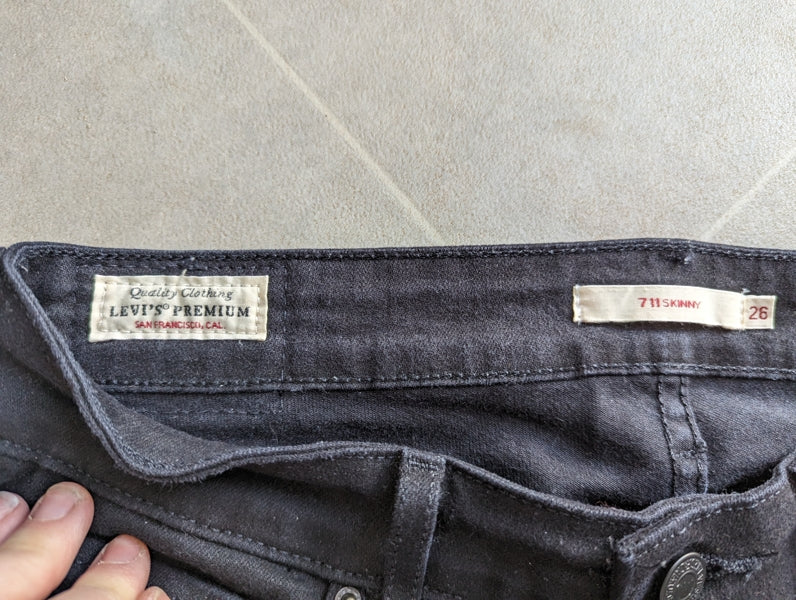 Quality Clothing
LEVI'S® PREMIUM
SAN FRANCISCO, CAL.
711 SKINNY
26